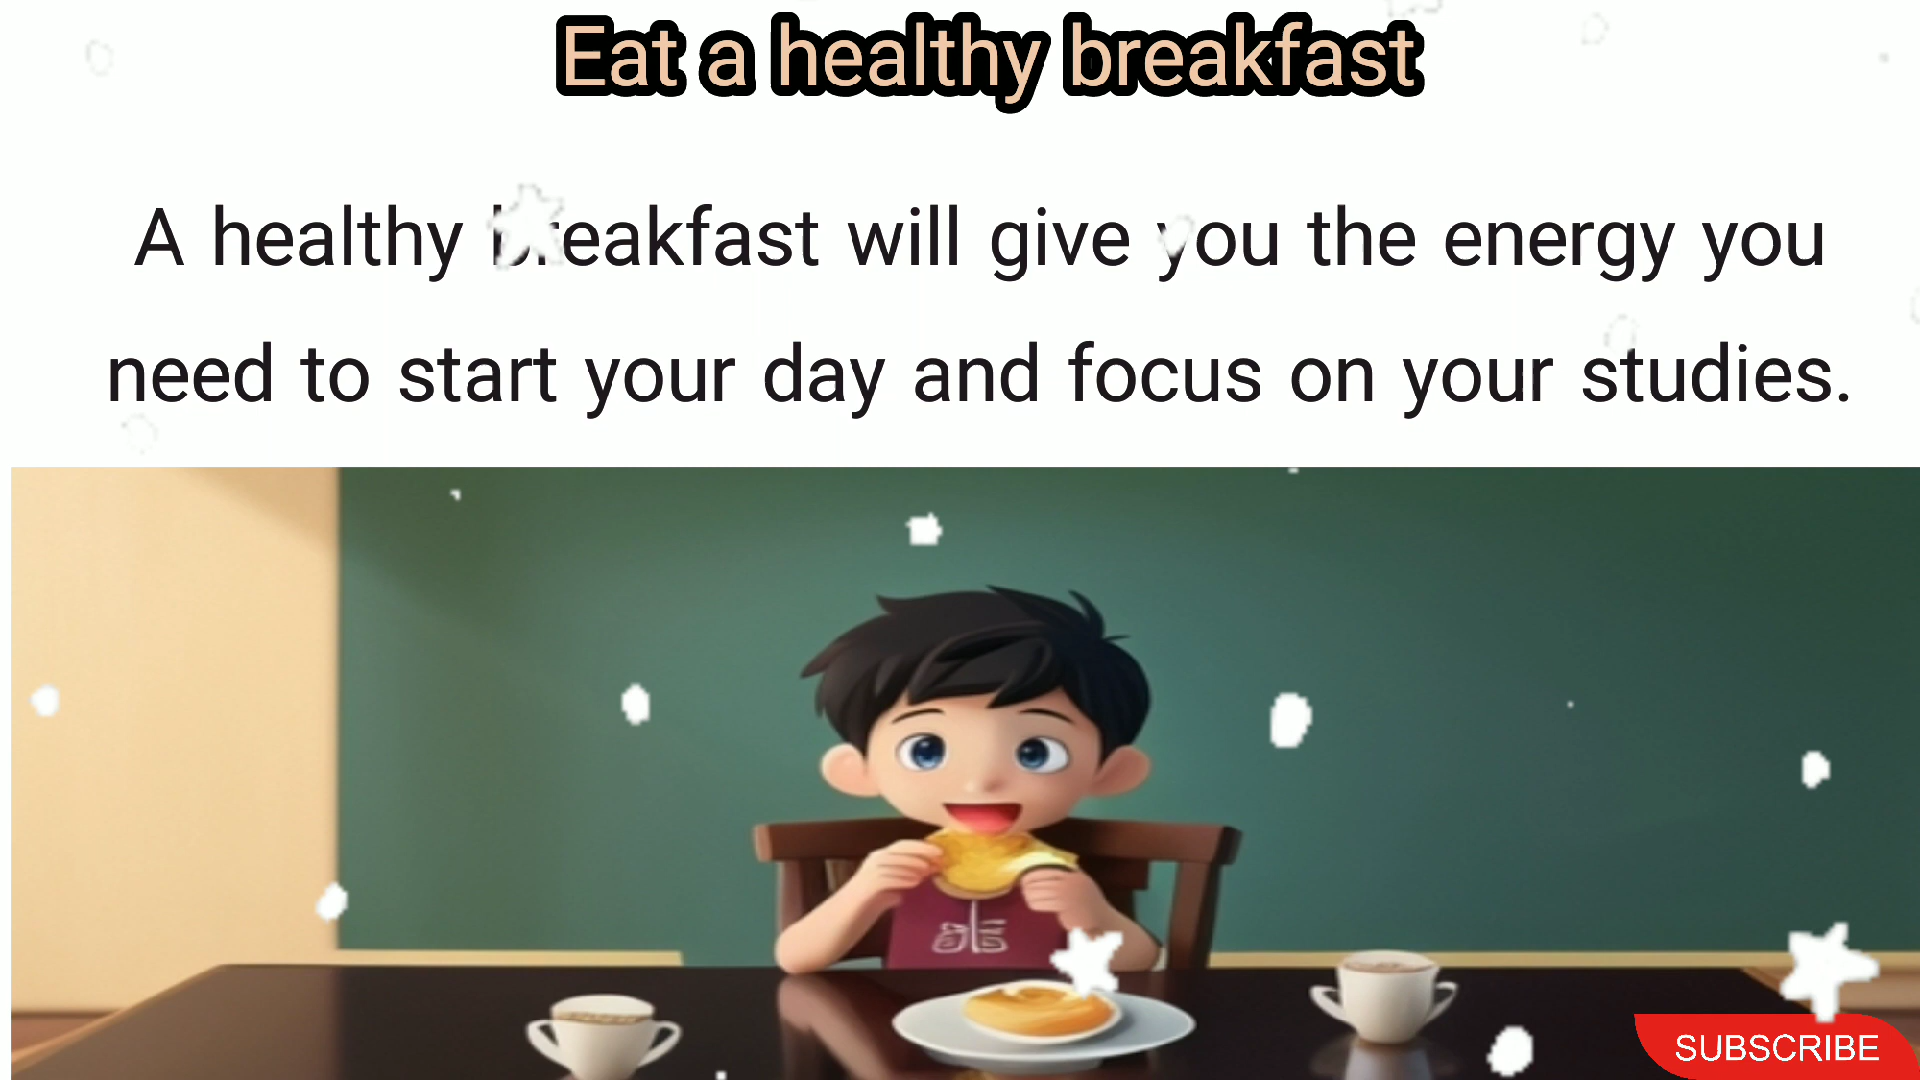 Eat a healthy breakfast
A healthy breakfast will give you the energy you
need to start your day and focus on your studies.
SUBSCRIBE